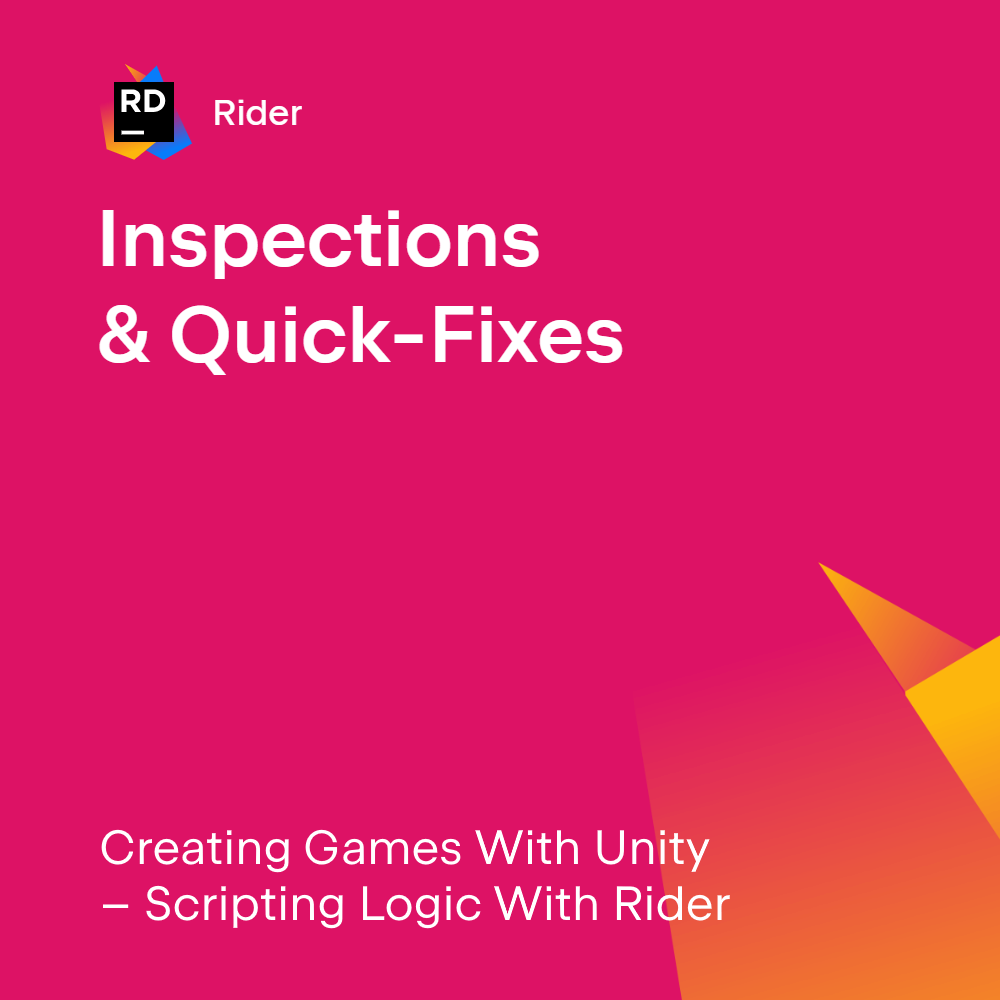 RD
Rider
Inspections
& Quick-Fixes
Creating Games With Unity
– Scripting Logic With Rider